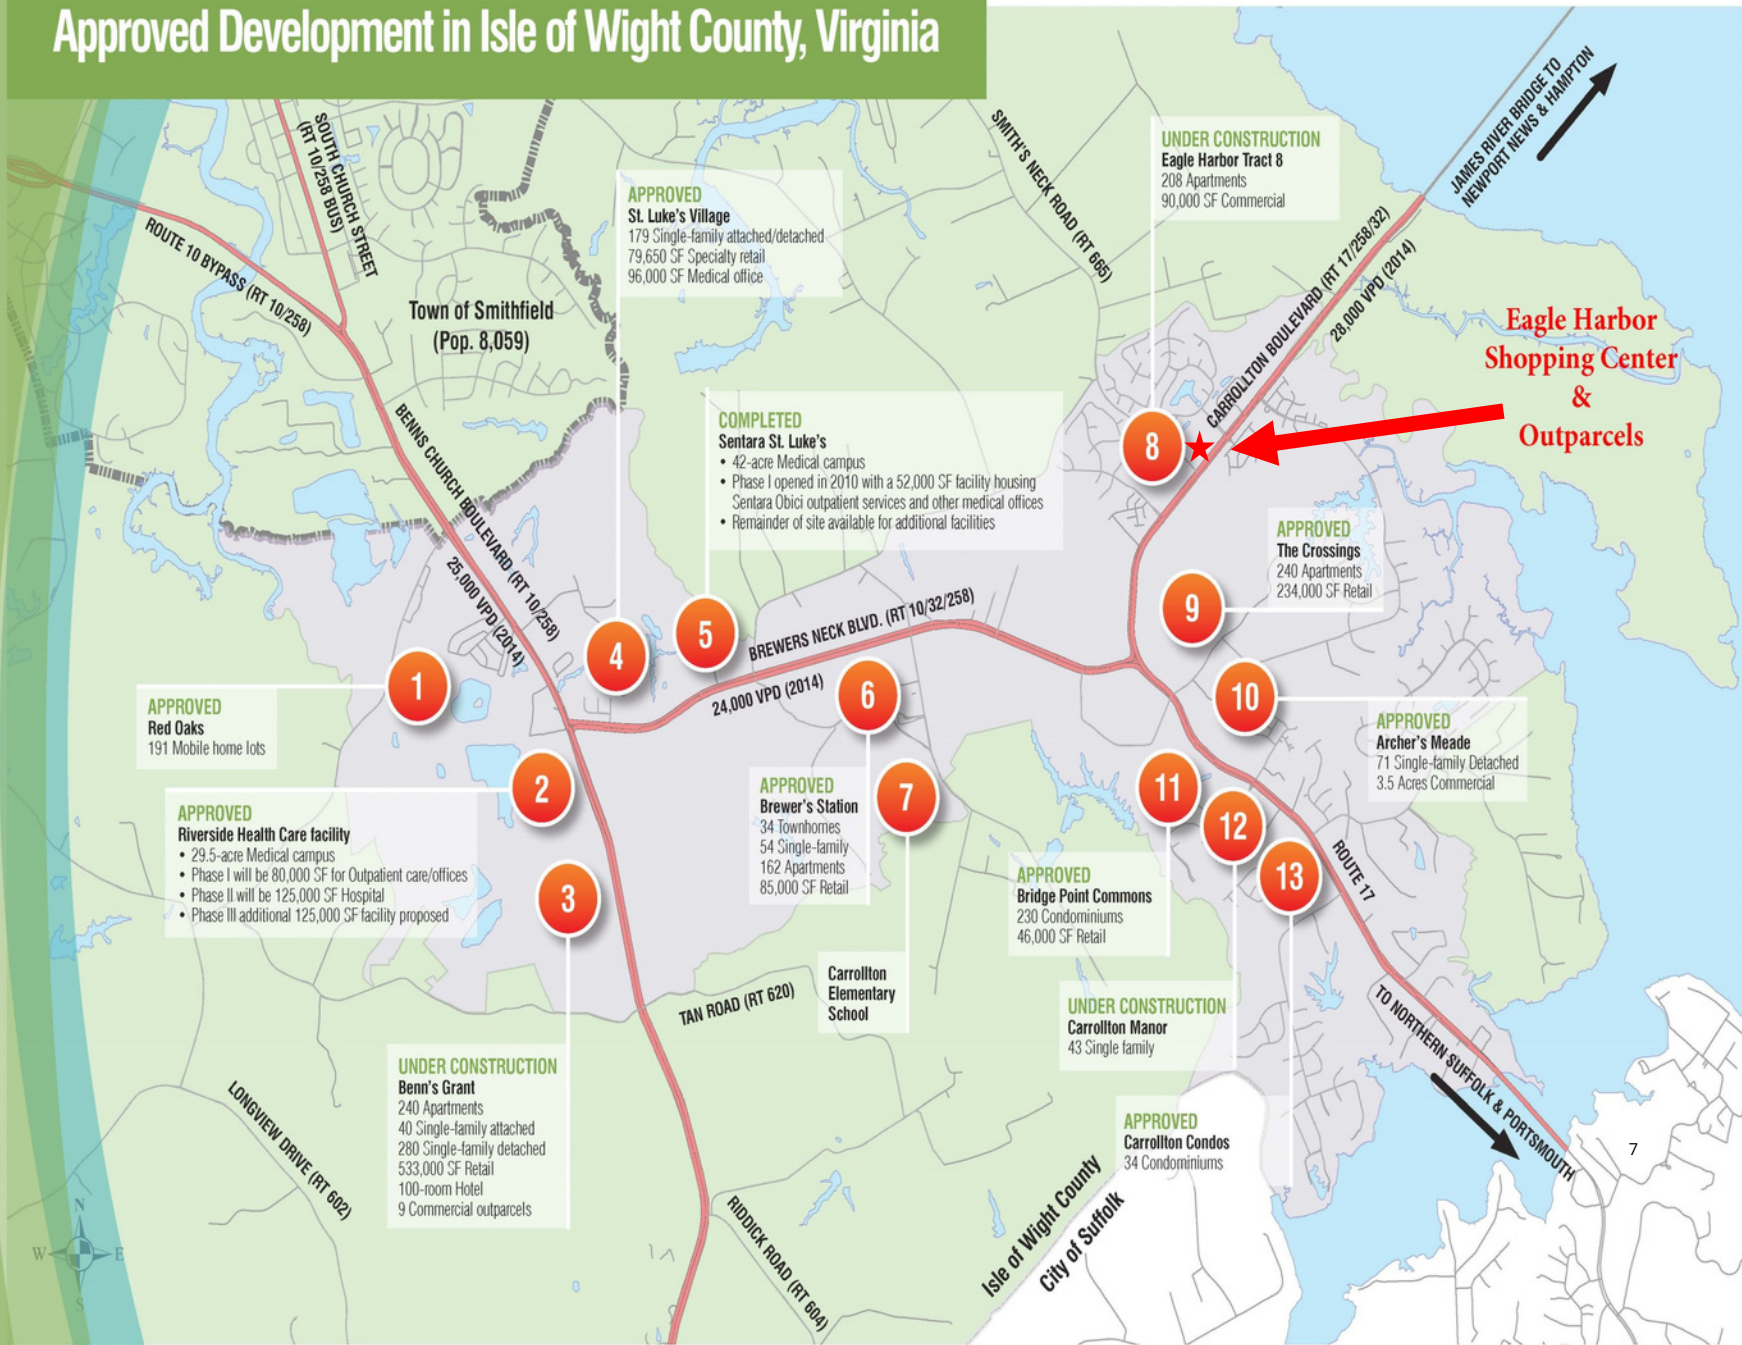 Approved Development in Isle of Wight County, Virginia
SOUTH CHURCH STREET
(RT 10/258 BUS)
ROUTE 10 BYPASS (RT 10/258)
Town of Smithfield
(Pop. 8,059)
BENNS CHURCH BOULEVARD (RT 10/258)
25,000 VPD (2014)
APPROVED
St. Luke's Village
179 Single-family attached/detached
79,650 SF Specialty retail
96,000 SF Medical office
SMITH'S NECK ROAD (RT 665)
UNDER CONSTRUCTION
Eagle Harbor Tract 8
208 Apartments
90,000 SF Commercial
JAMES RIVER BRIDGE TO
NEWPORT NEWS & HAMPTON
CARROLLTON BOULEVARD (RT 17/258/32)
28,000 VPD (2014)
Eagle Harbor
Shopping Center
&
Outparcels
COMPLETED
Sentara St. Luke's
• 42-acre Medical campus
• Phase I opened in 2010 with a 52,000 SF facility housing
Sentara Obici outpatient services and other medical offices
• Remainder of site available for additional facilities
8
APPROVED
The Crossings
240 Apartments
234,000 SF Retail
9
5
4
BREWERS NECK BLVD. (RT 10/32/258)
24,000 VPD (2014)
1
6
10
APPROVED
Red Oaks
191 Mobile home lots
APPROVED
Archer's Meade
71 Single-family Detached
3.5 Acres Commercial
2
7
11
12
13
APPROVED
Riverside Health Care facility
• 29.5-acre Medical campus
• Phase I will be 80,000 SF for Outpatient care/offices
• Phase II will be 125,000 SF Hospital
• Phase III additional 125,000 SF facility proposed
APPROVED
Brewer's Station
34 Townhomes
54 Single-family
162 Apartments
85,000 SF Retail
3
ROUTE 17
APPROVED
Bridge Point Commons
230 Condominiums
46,000 SF Retail
Carrollton
Elementary
School
TAN ROAD (RT 620)
UNDER CONSTRUCTION
Carrollton Manor
43 Single family
TO NORTHERN SUFFOLK & PORTSMOUTH
UNDER CONSTRUCTION
Benn's Grant
240 Apartments
40 Single-family attached
280 Single-family detached
533,000 SF Retail
100-room Hotel
9 Commercial outparcels
APPROVED
Carrollton Condos
34 Condominiums
7
LONGVIEW DRIVE (RT 602)
RIDDICK ROAD (RT 604)
Isle of Wight County
City of Suffolk
N
W E
S